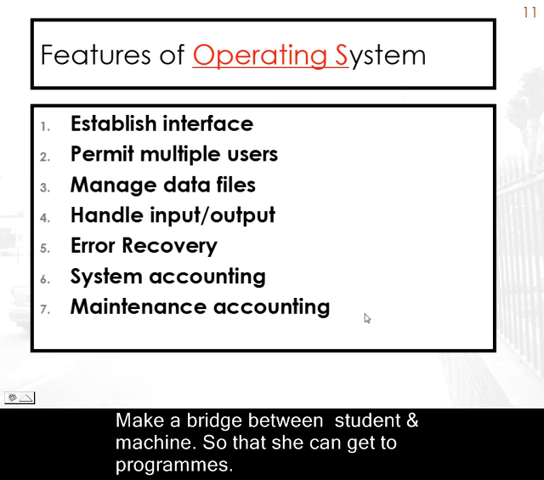 11
Features of Operating System
1. Establish interface
2. Permit multiple users
3. Manage data files
4. Handle input/output
5. Error Recovery
6. System accounting
7. Maintenance accounting
Make a bridge between student &
machine. So that she can get to
programmes.